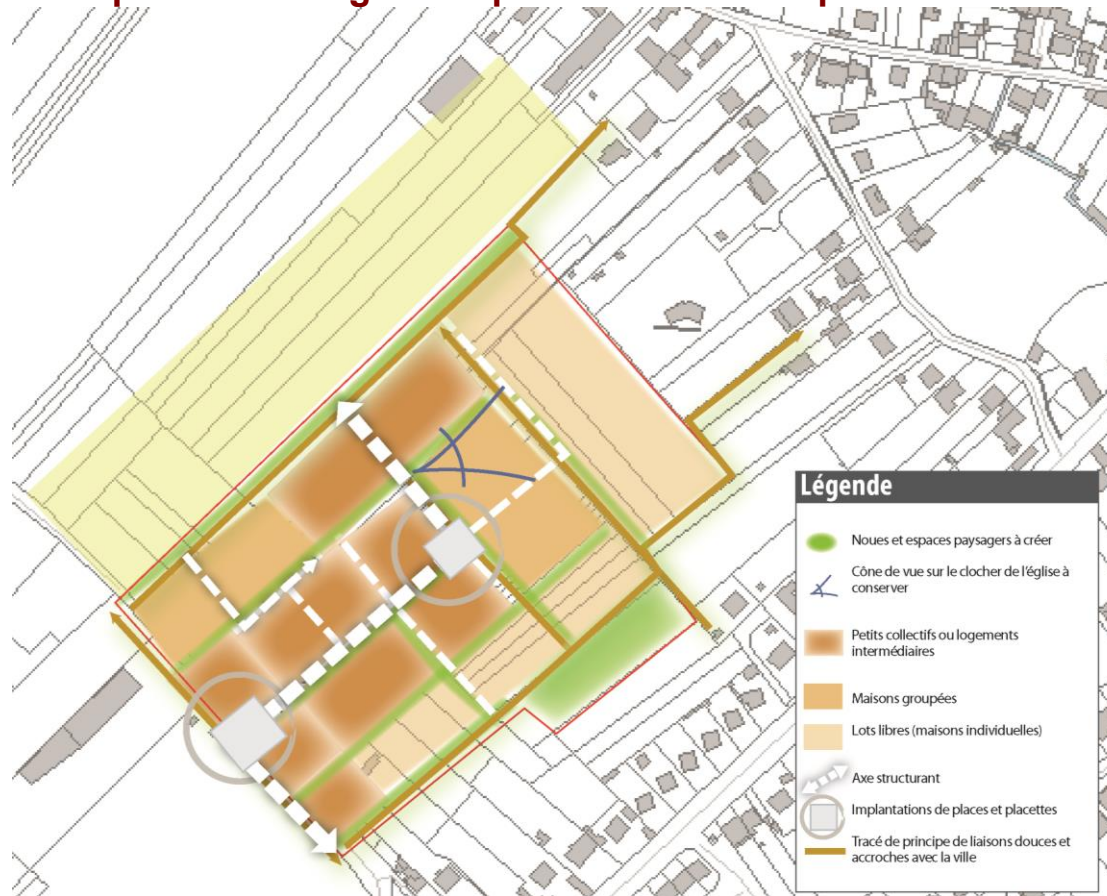 Légende
Noues et espaces paysagers à créer
Cône de vue sur le clocher de l'église à
conserver
Petits collectifs ou logements
intermédiaires
Maisons groupées
Lots libres (maisons individuelles)
Axe structurant
Implantations de places et placettes
Tracé de principe de liaisons douces et
accroches avec la ville